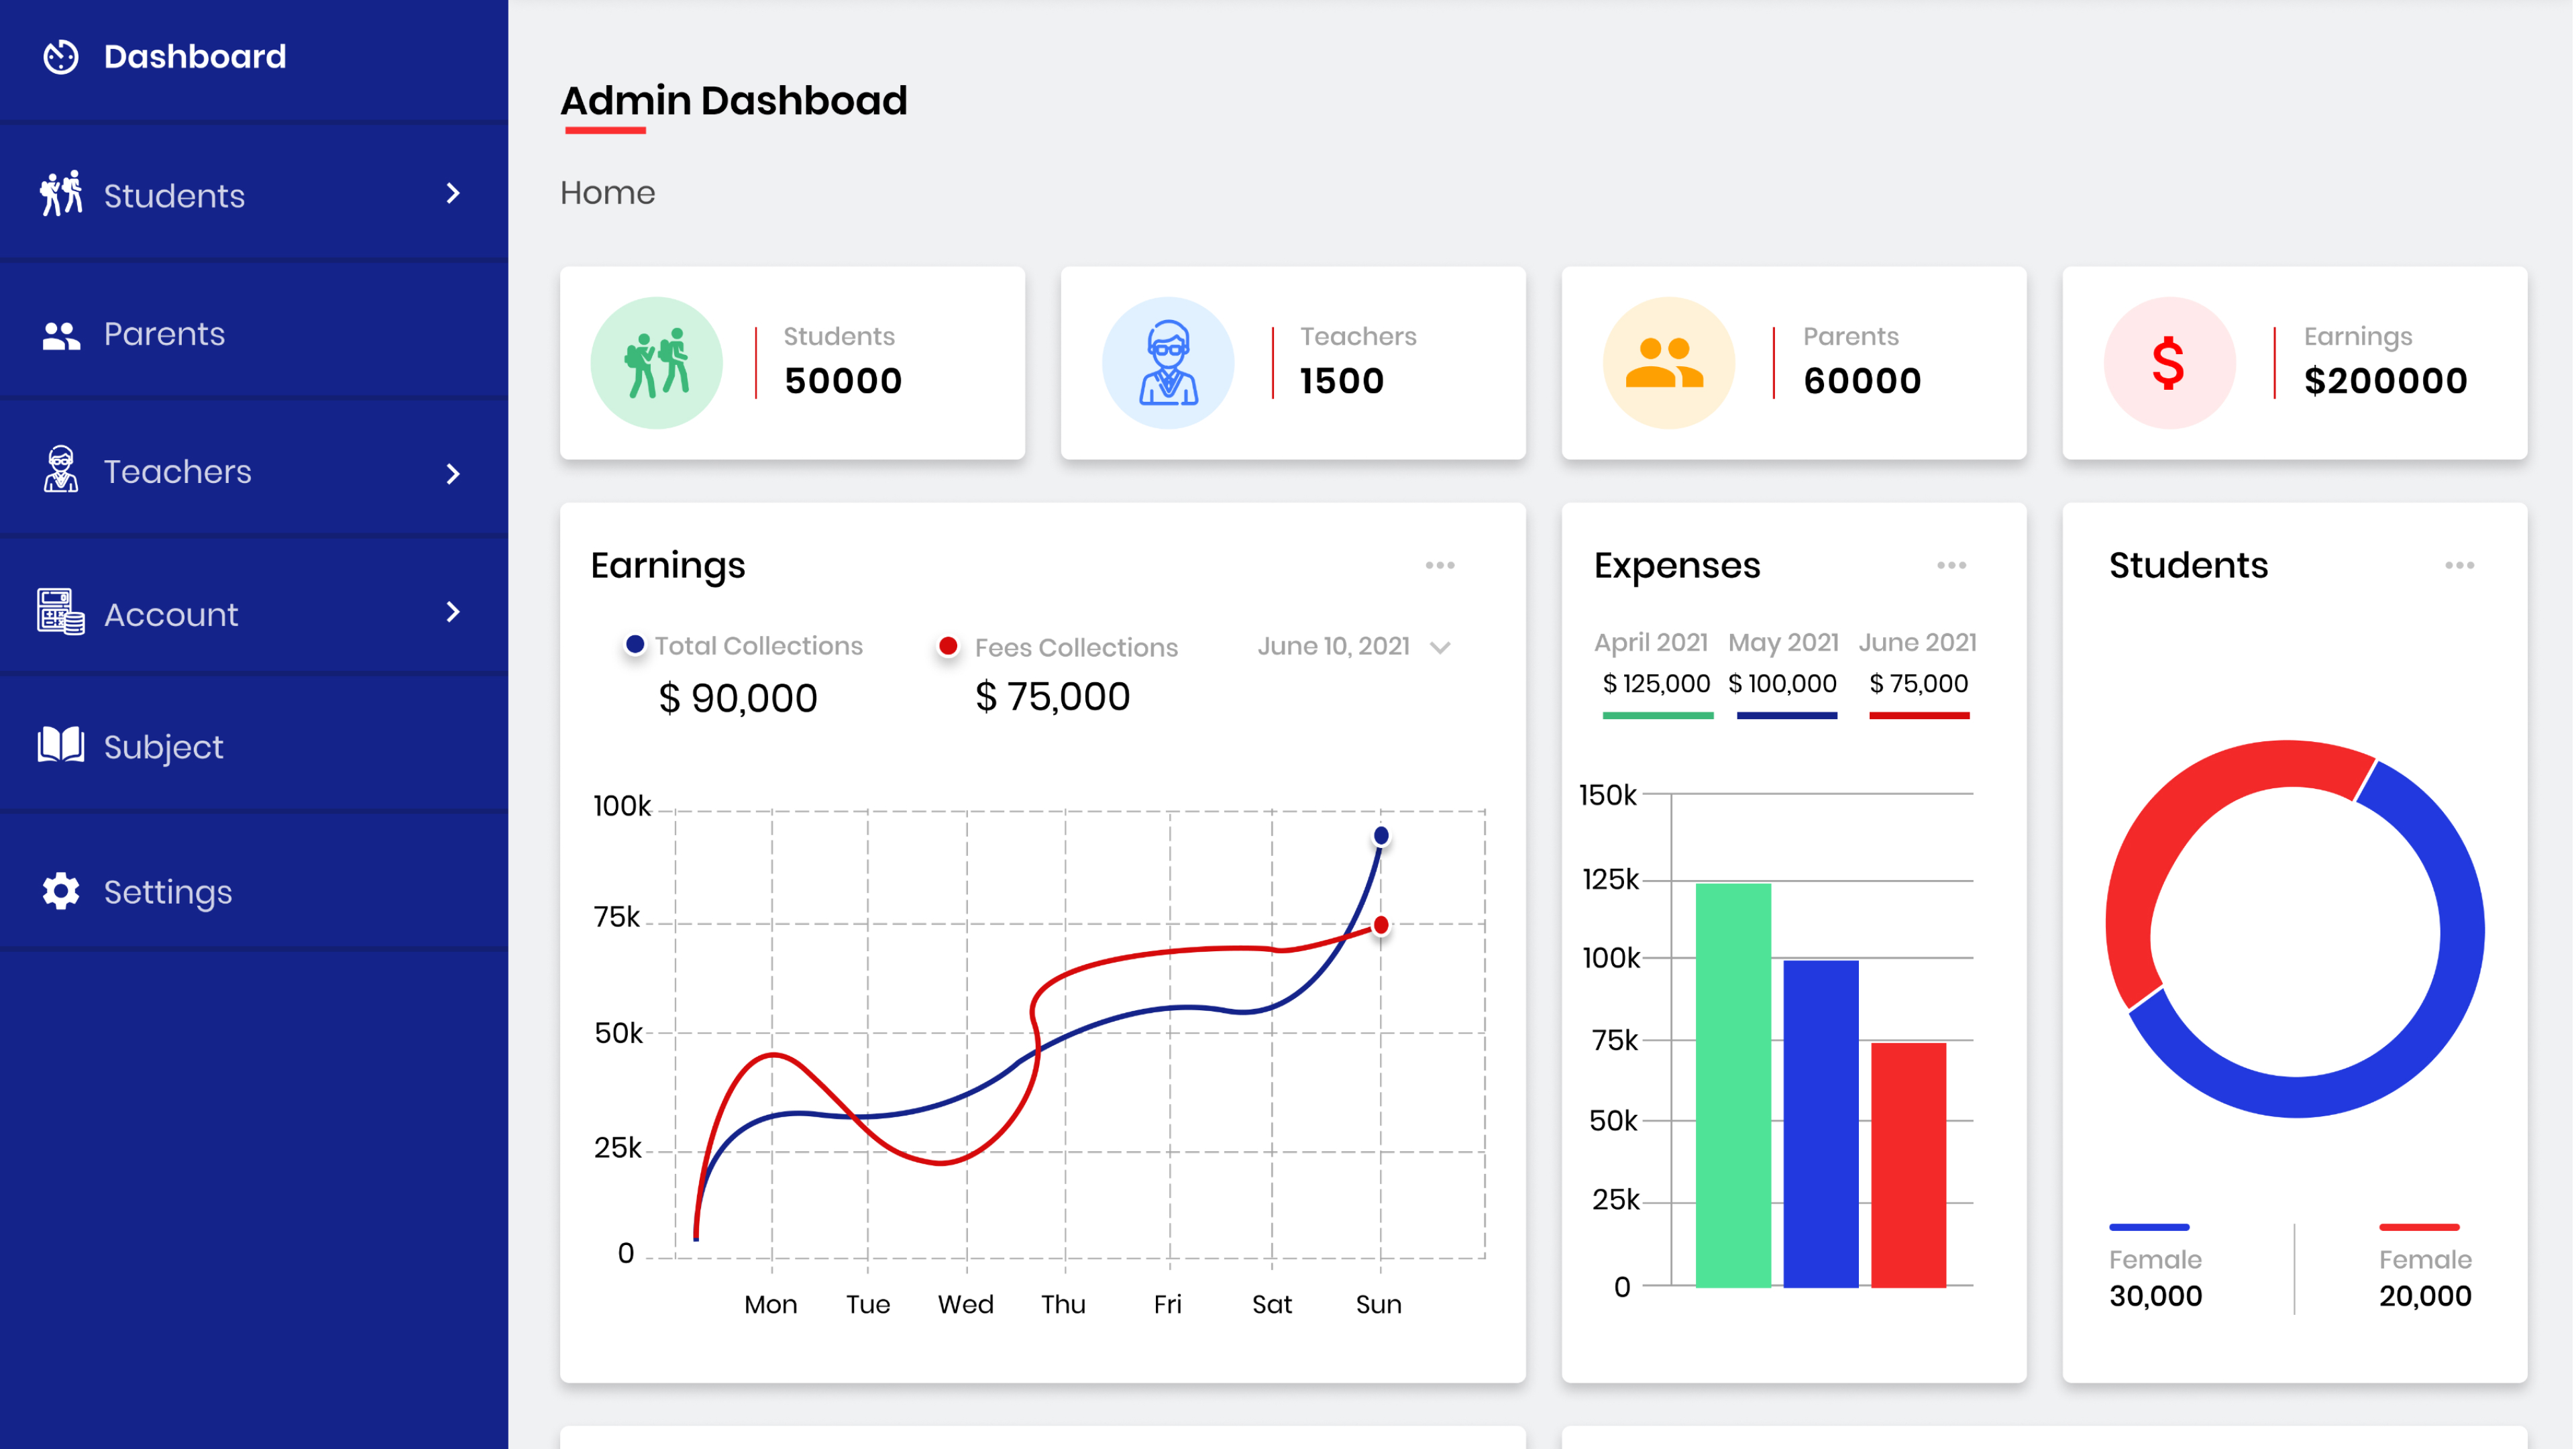 Dashboard
Students
Parents
Teachers
Account
Subject
Settings
Admin Dashboad
Home
Students
50000
Teachers
1500
Parents
60000
Earnings
$200000
Earnings
Total Collections
$ 90,000
Fees Collections
$ 75,000
June 10, 2021
100k
75k
50k
25k
0
Mon Tue Wed Thu Fri Sat Sun
Expenses
April 2021 May 2021 June 2021
$ 125,000 $ 100,000 $ 75,000
150k
125k
100k
75k
50k
25k
0
Students
Female
30,000
Female
20,000